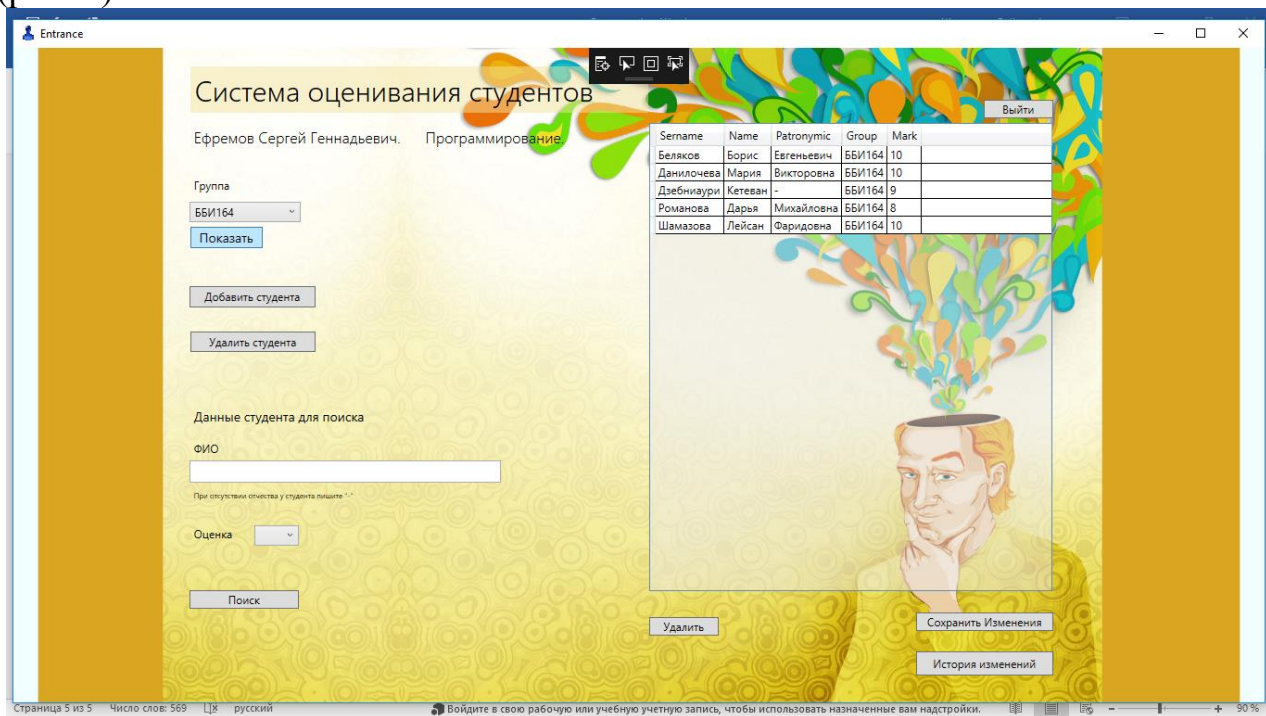 Entrance
Система оценивания студентов
Выйти
Ефремов Сергей Геннадьевич. Программирование.
Sername Name Patronymic Group Mark
Беляков Борис Евгеньевич ББИ164 10
Данилочева Мария Викторовна ББИ164 10
Дзебниаури Кетеван - ББИ164 9
Романова Дарья Михайловна ББИ164 8
Шамазова Лейсан Фаридовна ББИ164 10
Группа
ББИ164
Показать
Добавить студента
Удалить студента
Данные студента для поиска
ФИО
При отсутствии отчества у студента пишите "-"
Оценка
Поиск
Удалить
Сохранить Изменения
История изменений
Страница 5 из 5 Число слов: 569 русский Войдите в свою рабочую или учебную учетную запись, чтобы использовать назначенные вам надстройки. 90 %